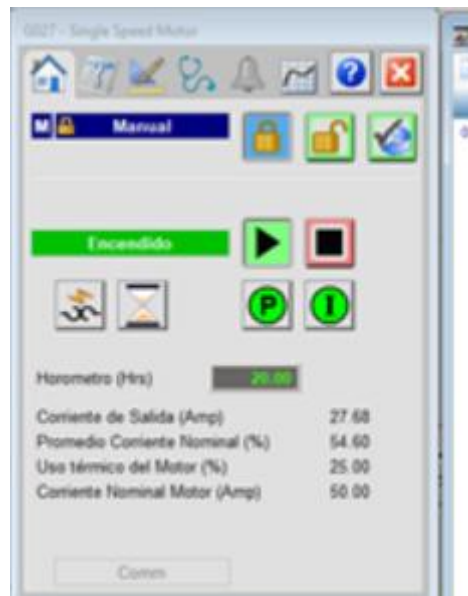 0027 - Single Speed Motor
M Manual
Encendido
P I
Horometro (Hrs) 20.00
Corriente de Salida (Amp) 27.68
Promedio Corriente Nominal (%) 54.60
Uso térmico del Motor (%) 25.00
Corriente Nominal Motor (Amp) 50.00
Comm